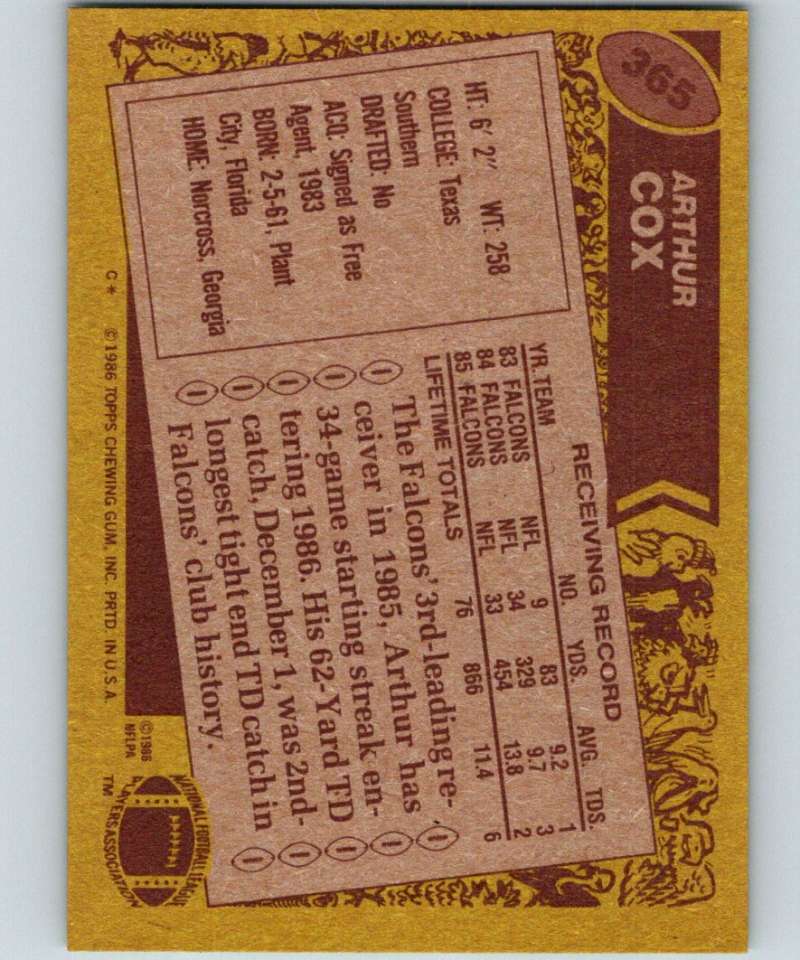 365
ARTHUR
COX
HT: 6' 2" WT: 258
COLLEGE: Texas
Southern
DRAFTED: No
ACQ: Signed as Free
Agent, 1983
BORN: 2-5-61, Plant
City, Florida
HOME: Norcross, Georgia
RECEIVING RECORD
YR. TEAM NO. YDS. AVG. TDS.
83 FALCONS NFL 9 83 9.2 1
84 FALCONS NFL 34 329 9.7 3
85 FALCONS NFL 33 454 13.8 2
LIFETIME TOTALS 76 866 11.4 6
The Falcons' 3rd-leading re-
ceiver in 1985, Arthur has
34-game starting streak en-
tering 1986. His 62-Yard TD
catch, December 1, was 2nd-
longest tight end TD catch in
Falcons' club history.
C* ©1986 TOPPS CHEWING GUM, INC. PRTD. IN U.S.A.
©1986
NFLPA
NATIONAL FOOTBALL LEAGUE
PLAYERS ASSOCIATION
TM